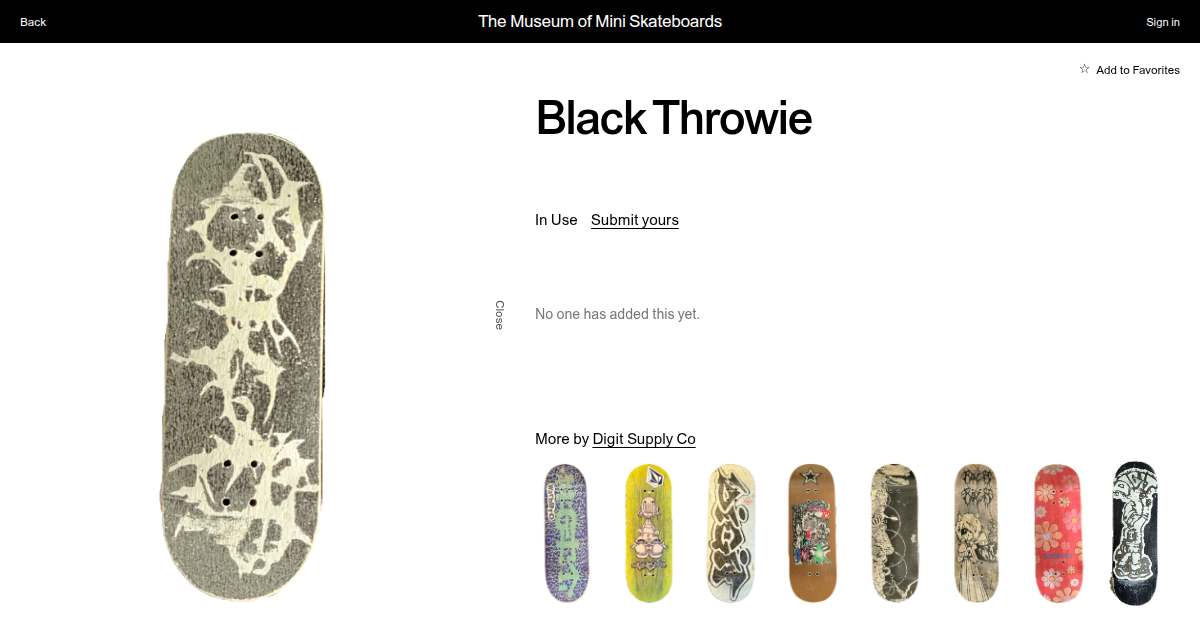 Back
The Museum of Mini Skateboards
Sign in
☆ Add to Favorites
Black Throwie
In Use Submit yours
Close
No one has added this yet.
More by Digit Supply Co